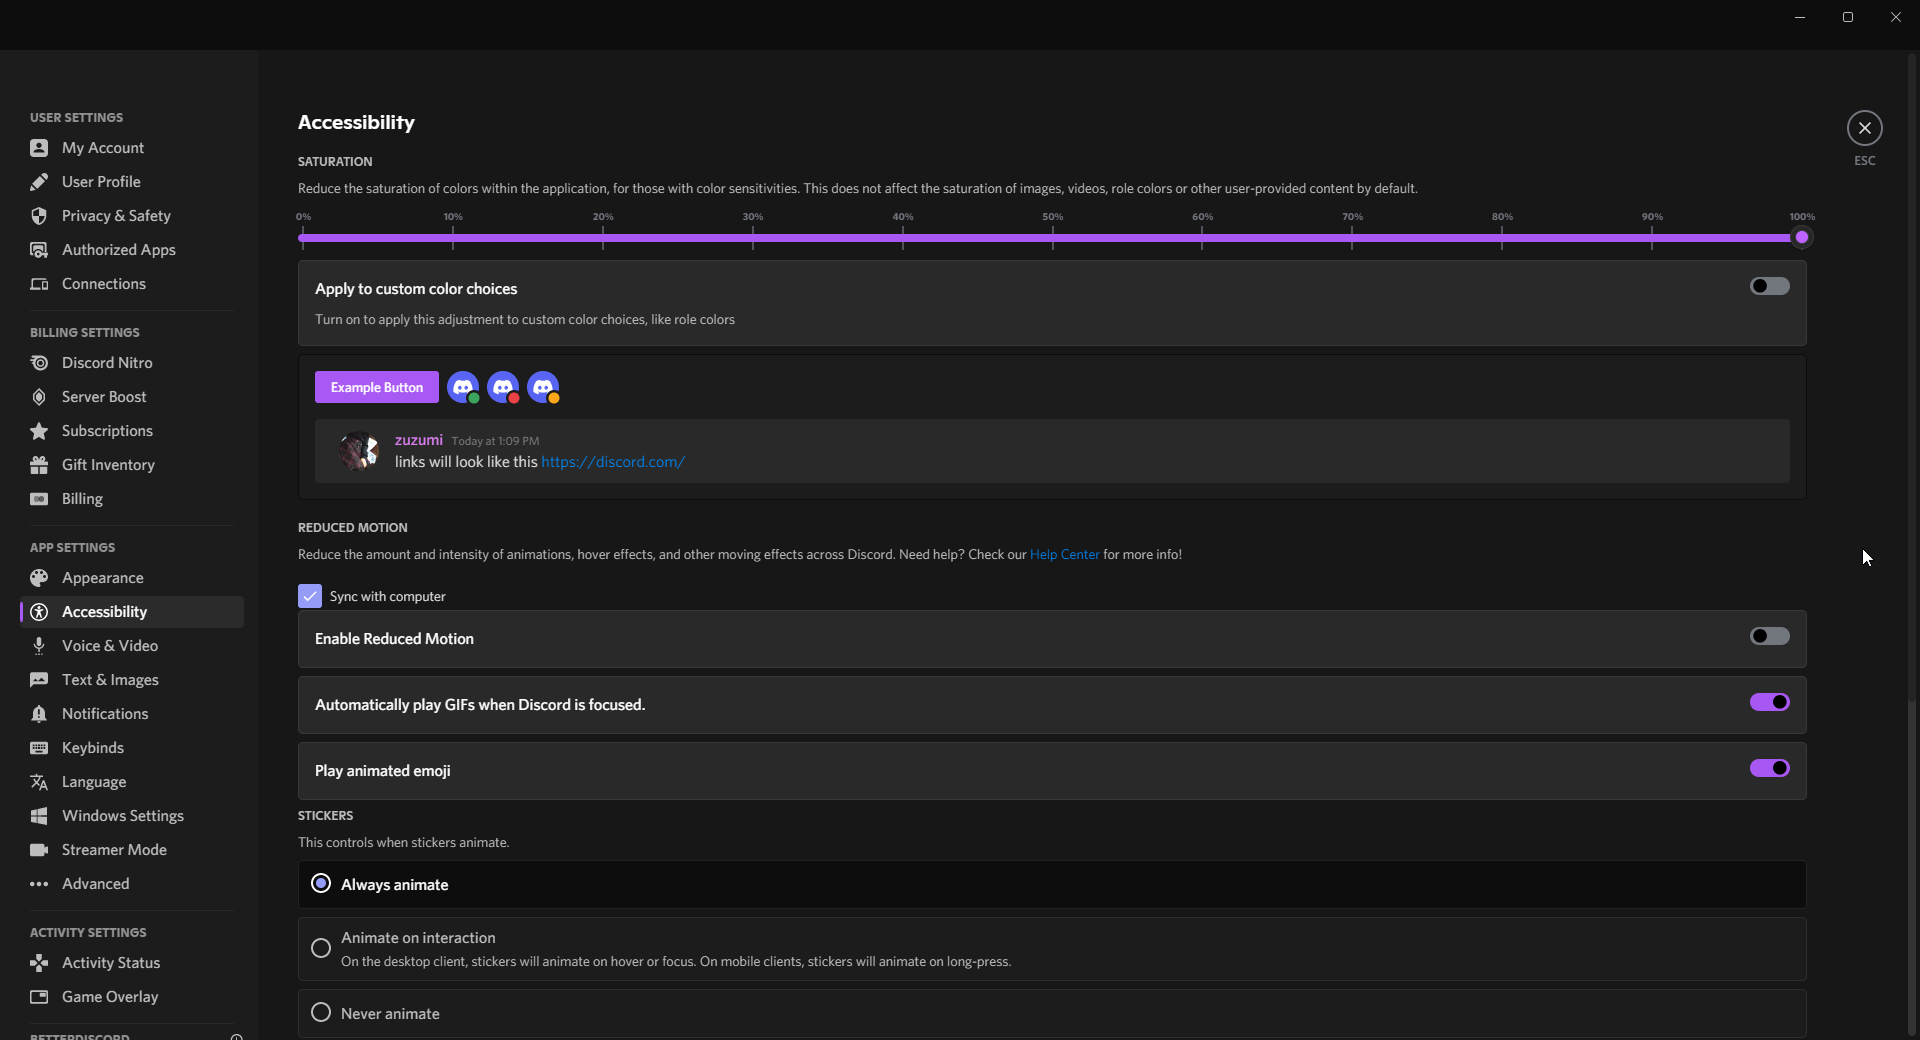 USER SETTINGS
My Account
User Profile
Privacy & Safety
Authorized Apps
Connections
BILLING SETTINGS
Discord Nitro
Server Boost
Subscriptions
Gift Inventory
Billing
APP SETTINGS
Appearance
Accessibility
Voice & Video
Text & Images
Notifications
Keybinds
Language
Windows Settings
Streamer Mode
Advanced
ACTIVITY SETTINGS
Activity Status
Game Overlay
BETTERDISCORD
Accessibility
ESC
SATURATION
Reduce the saturation of colors within the application, for those with color sensitivities. This does not affect the saturation of images, videos, role colors or other user-provided content by default.
0% 10% 20% 30% 40% 50% 60% 70% 80% 90% 100%
Apply to custom color choices
Turn on to apply this adjustment to custom color choices, like role colors
Example Button
zuzumi Today at 1:09 PM
links will look like this https://discord.com/
REDUCED MOTION
Reduce the amount and intensity of animations, hover effects, and other moving effects across Discord. Need help? Check our Help Center for more info!
Sync with computer
Enable Reduced Motion
Automatically play GIFs when Discord is focused.
Play animated emoji
STICKERS
This controls when stickers animate.
Always animate
Animate on interaction
On the desktop client, stickers will animate on hover or focus. On mobile clients, stickers will animate on long-press.
Never animate